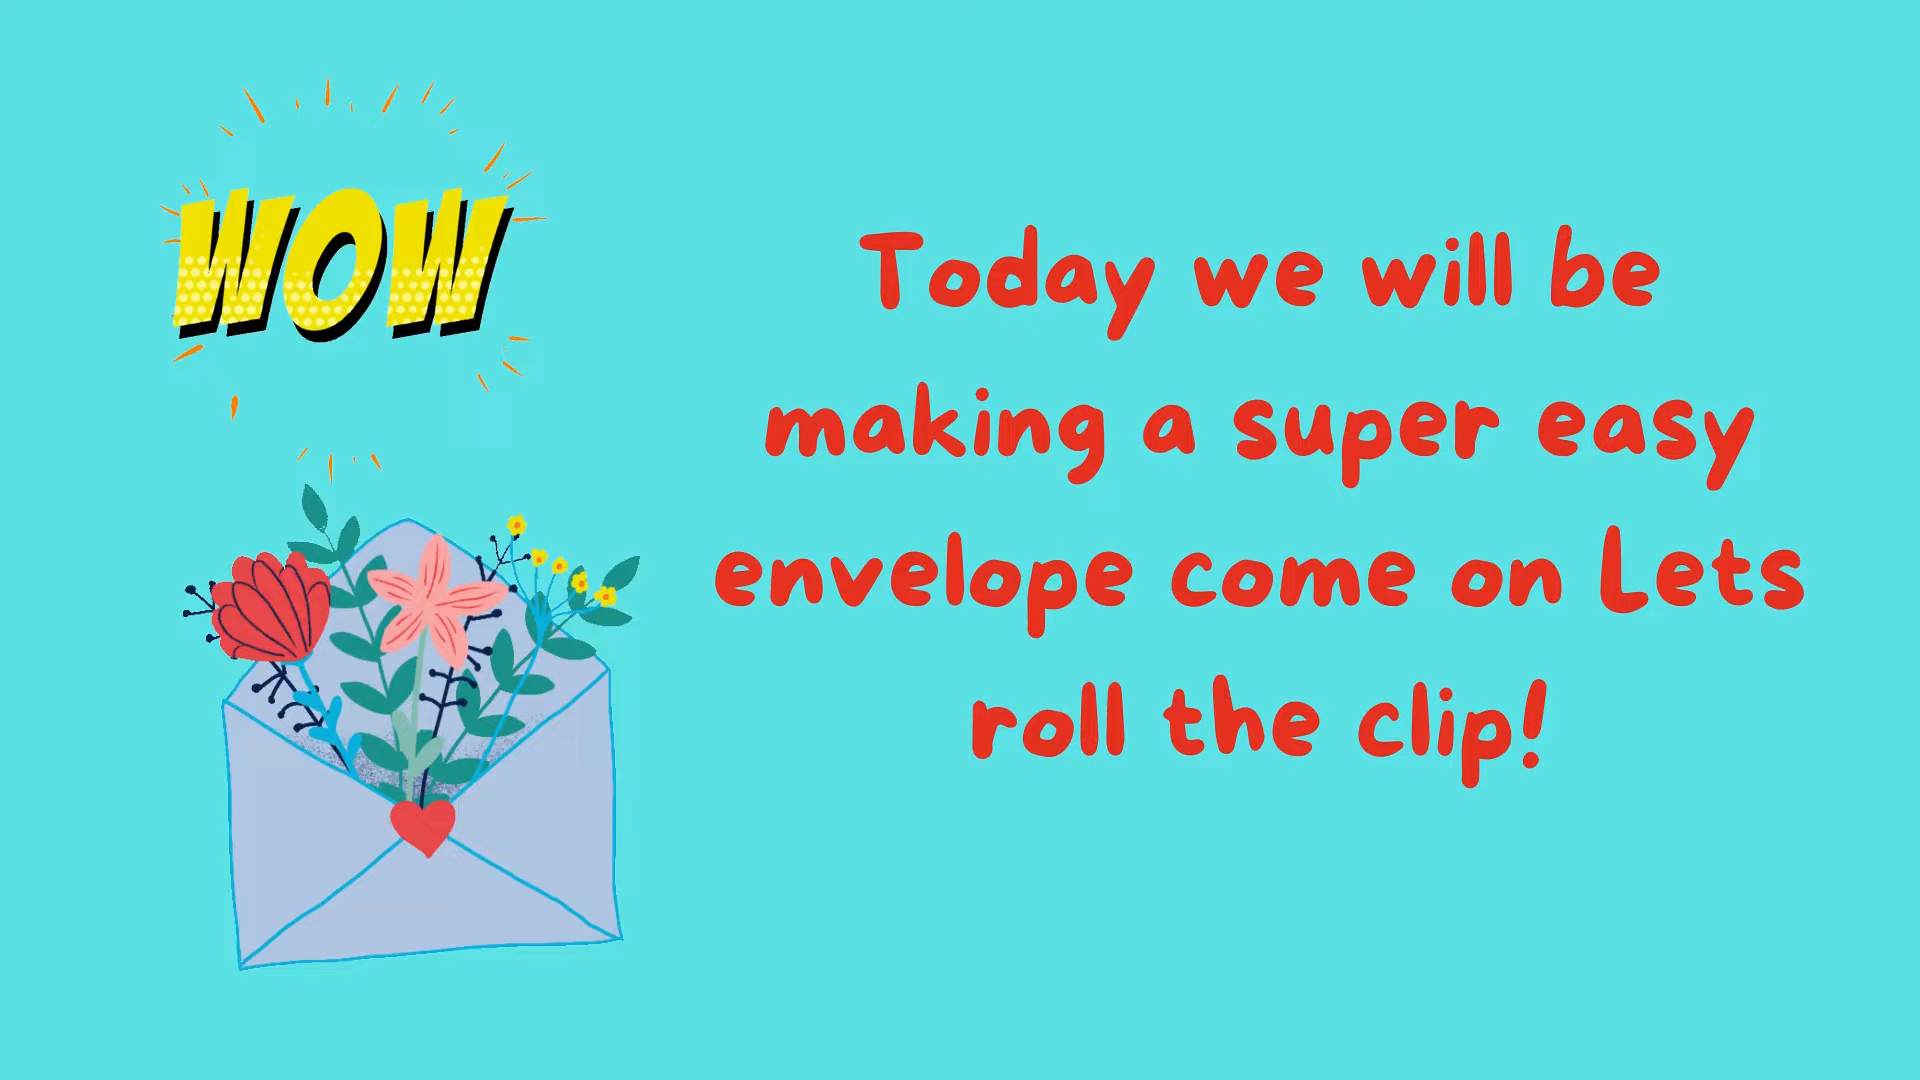 WOW
Today we will be
making a super easy
envelope come on Lets
roll the clip!